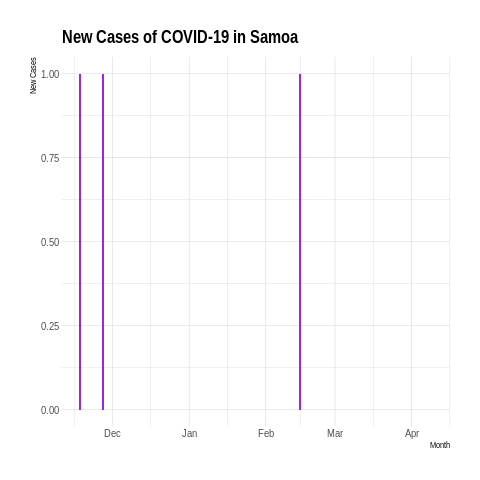 New Cases of COVID-19 in Samoa
New Cases
1.00
0.75
0.50
0.25
0.00
Dec Jan Feb Mar Apr
Month